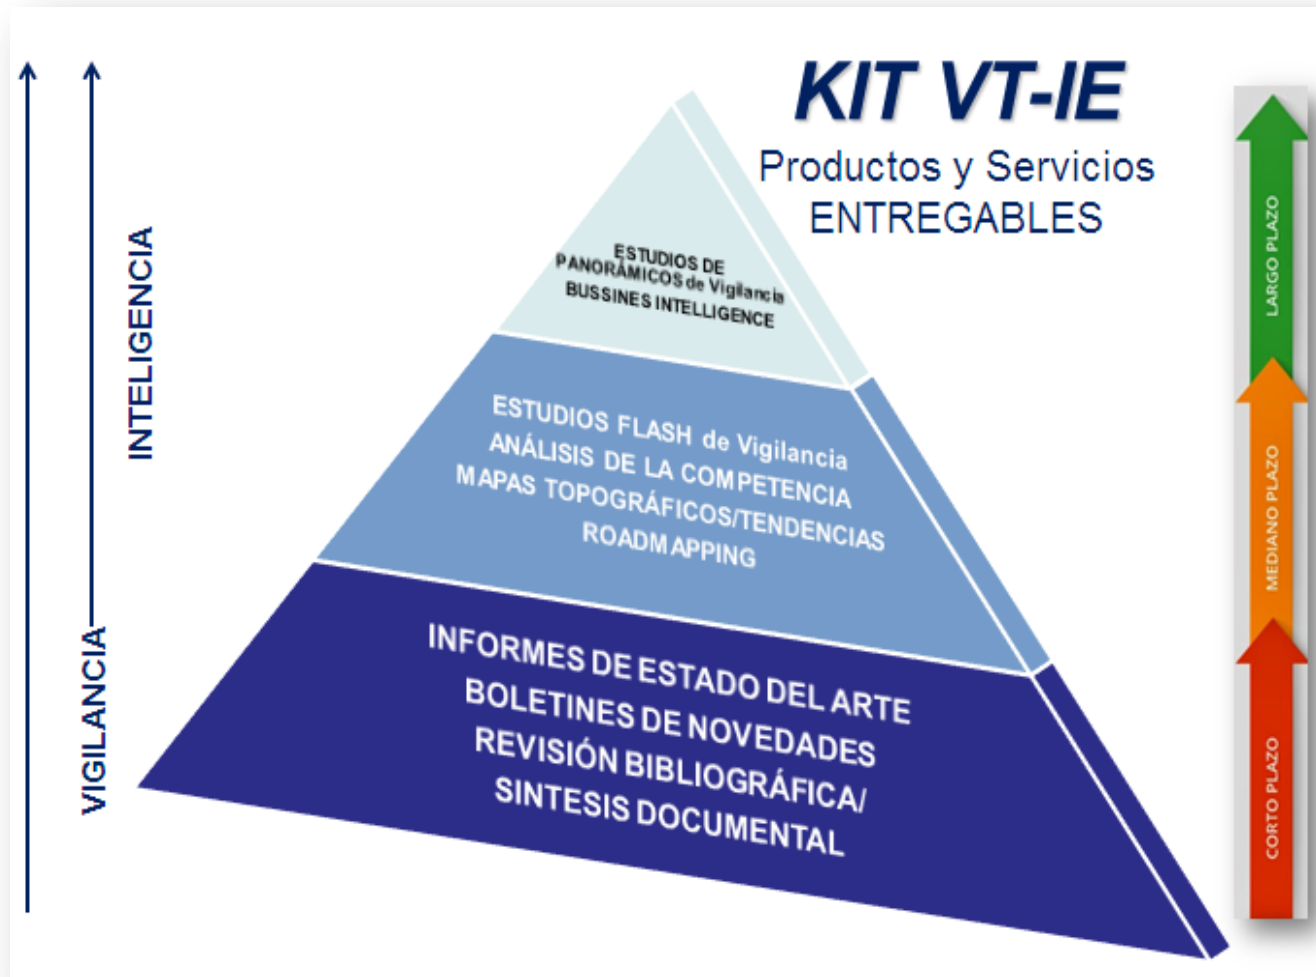 KIT VT-IE
Productos y Servicios
ENTREGABLES
INTELIGENCIA
VIGILANCIA
ESTUDIOS DE
PANORÁMICOS de Vigilancia
BUSSINES INTELLIGENCE
ESTUDIOS FLASH de Vigilancia
ANÁLISIS DE LA COMPETENCIA
MAPAS TOPOGRÁFICOS/TENDENCIAS
ROADMAPPING
INFORMES DE ESTADO DEL ARTE
BOLETINES DE NOVEDADES
REVISIÓN BIBLIOGRÁFICA/
SINTESIS DOCUMENTAL
LARGO PLAZO
MEDIANO PLAZO
CORTO PLAZO